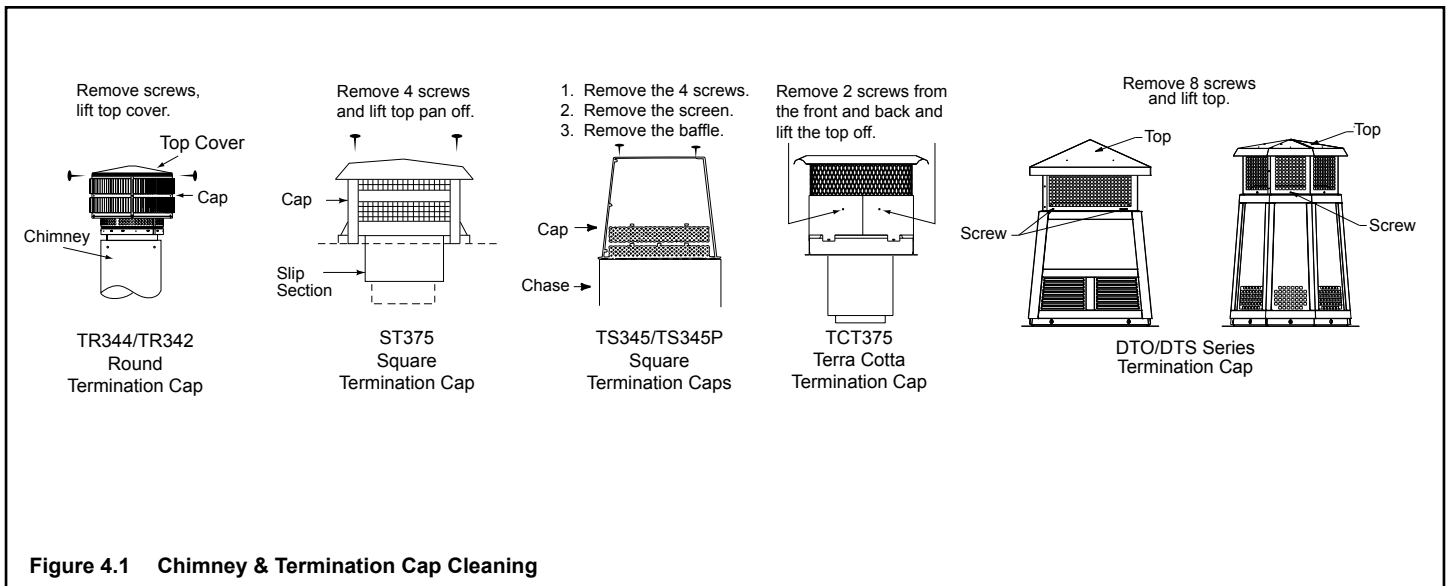 Remove screws,
lift top cover.
Top Cover
Cap
Chimney
TR344/TR342
Round
Termination Cap
Remove 4 screws
and lift top pan off.
Cap
Slip
Section
ST375
Square
Termination Cap
1. Remove the 4 screws.
2. Remove the screen.
3. Remove the baffle.
Cap
Chase
TS345/TS345P
Square
Termination Caps
Remove 2 screws from
the front and back and
lift the top off.
TCT375
Terra Cotta
Termination Cap
Remove 8 screws
and lift top.
Top
Top
Screw
Screw
DTO/DTS Series
Termination Cap
Figure 4.1 Chimney & Termination Cap Cleaning